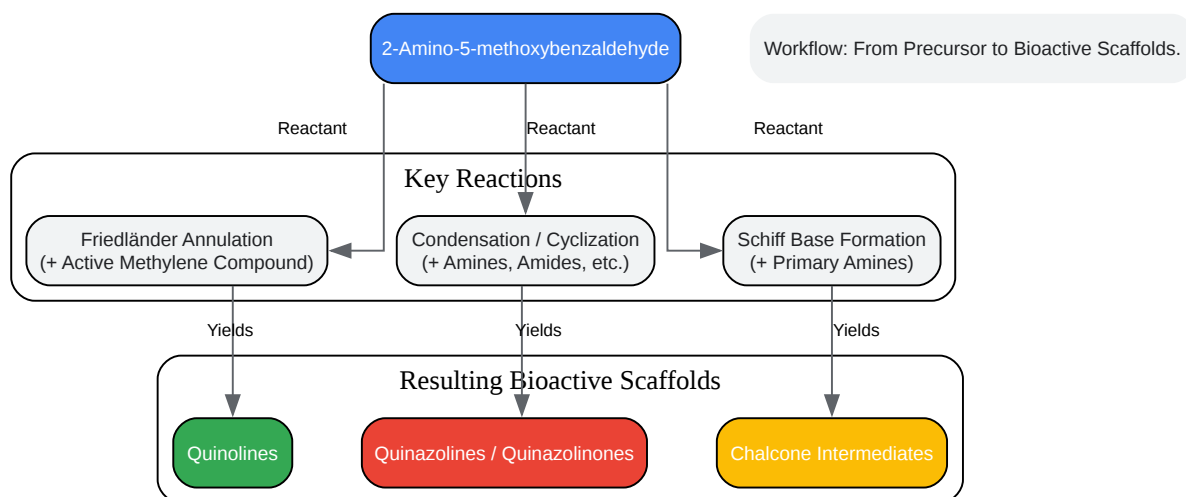 2-Amino-5-methoxybenzaldehyde
Workflow: From Precursor to Bioactive Scaffolds.
Reactant
Reactant
Reactant
Key Reactions
Friedländer Annulation
(+ Active Methylene Compound)
Condensation / Cyclization
(+ Amines, Amides, etc.)
Schiff Base Formation
(+ Primary Amines)
Yields
Yields
Yields
Resulting Bioactive Scaffolds
Quinolines
Quinazolines / Quinazolinones
Chalcone Intermediates